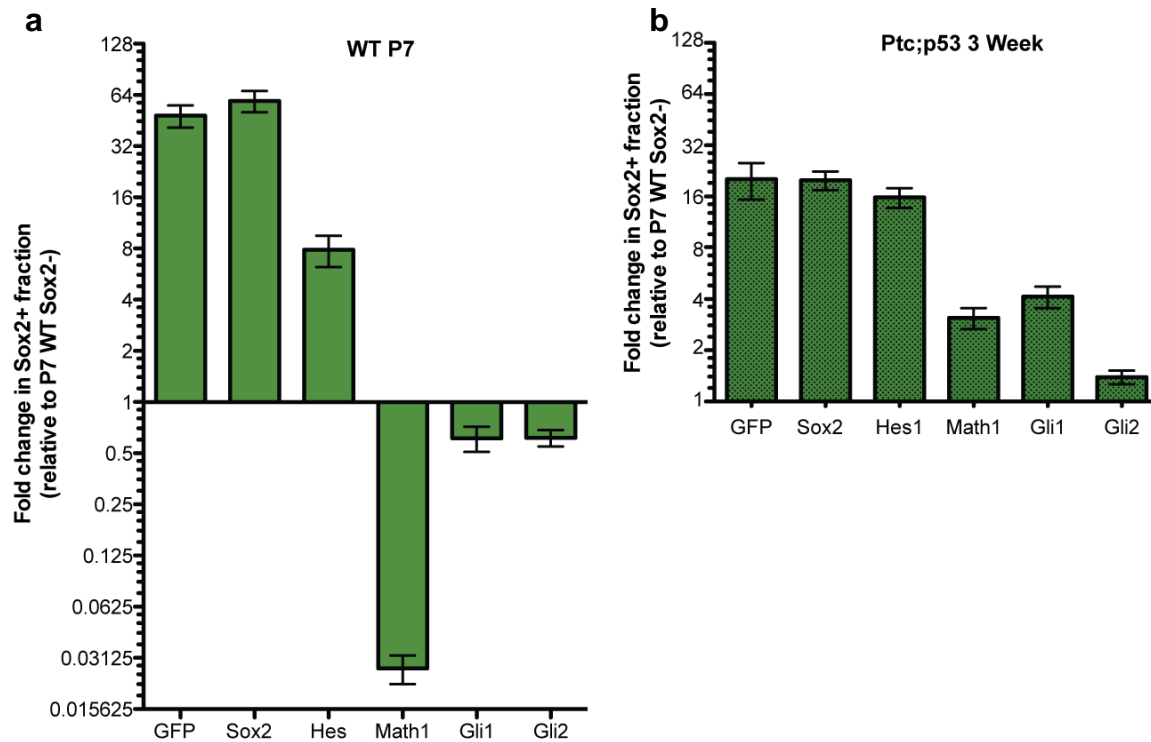 a
WT P7
Fold change in Sox2+ fraction
(relative to P7 WT Sox2-)
128
64
32
16
8
4
2
1
0.5
0.25
0.125
0.0625
0.03125
0.015625
GFP Sox2 Hes Math1 Gli1 Gli2
b
Ptc;p53 3 Week
Fold change in Sox2+ fraction
(relative to P7 WT Sox2-)
128
64
32
16
8
4
2
1
GFP Sox2 Hes1 Math1 Gli1 Gli2